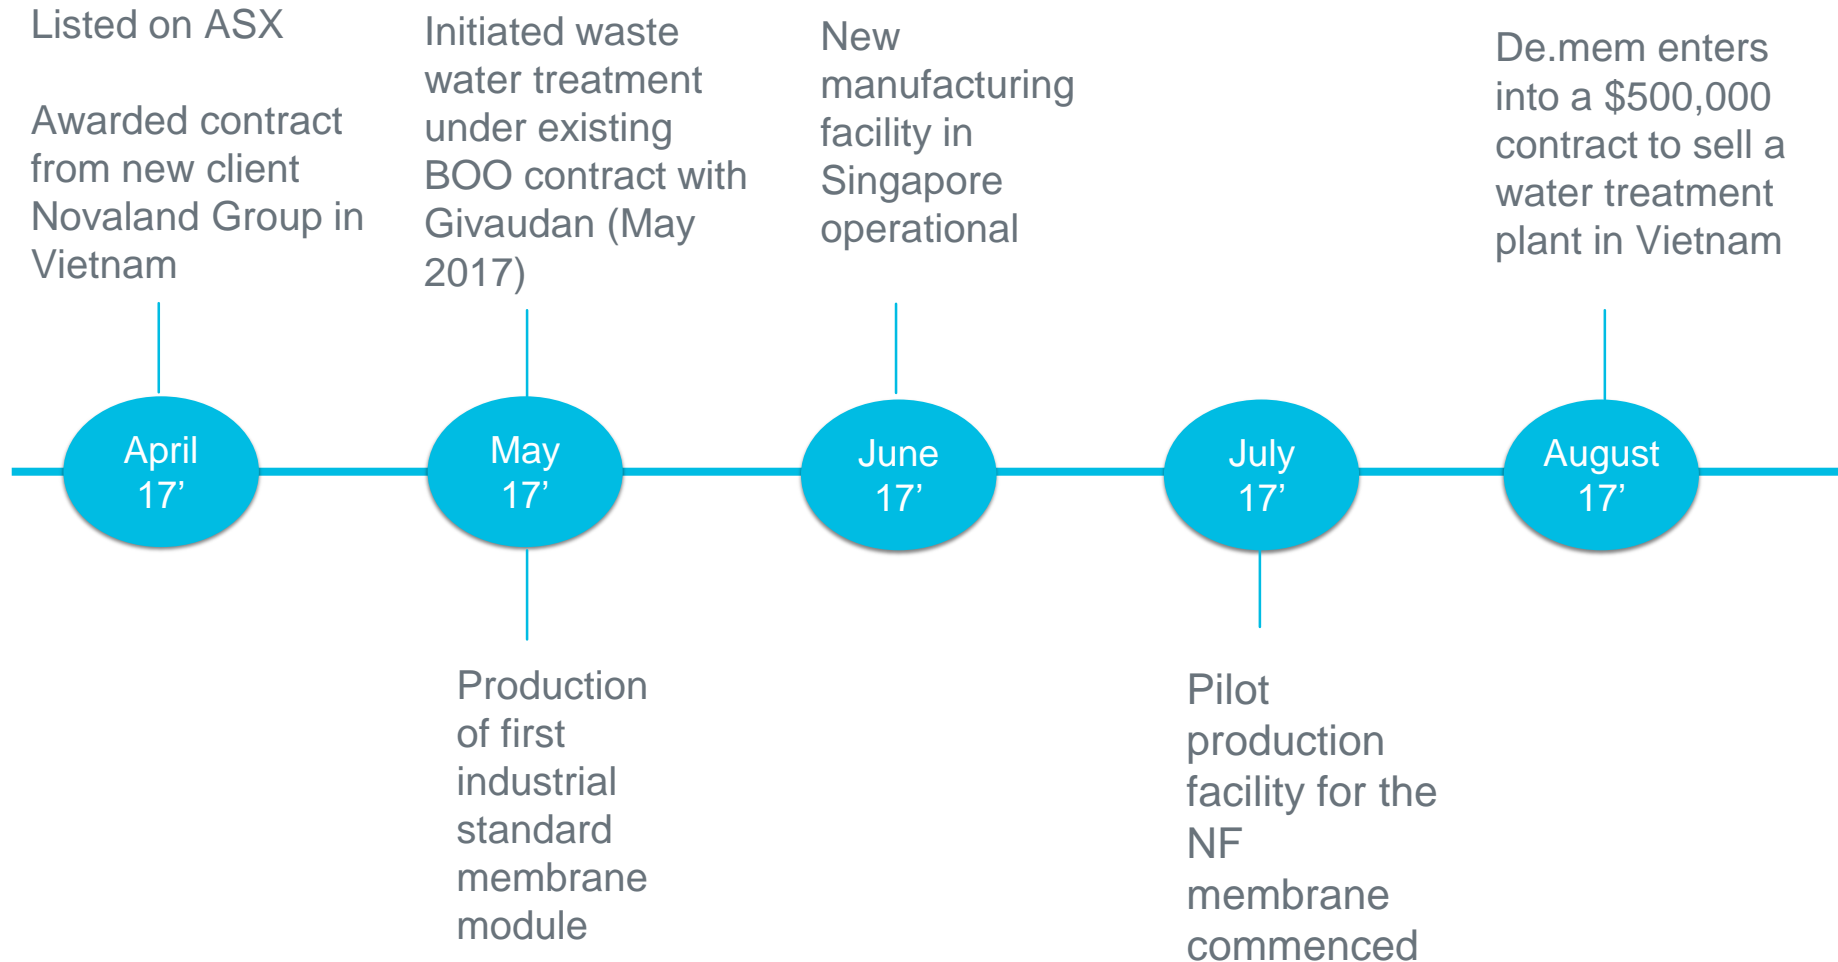 Listed on ASX
Awarded contract
from new client
Novaland Group in
Vietnam
Initiated waste
water treatment
under existing
BOO contract with
Givaudan (May
2017)
New
manufacturing
facility in
Singapore
operational
De.mem enters
into a $500,000
contract to sell a
water treatment
plant in Vietnam
April
17’
May
17’
June
17’
July
17’
August
17’
Production
of first
industrial
standard
membrane
module
Pilot
production
facility for the
NF
membrane
commenced